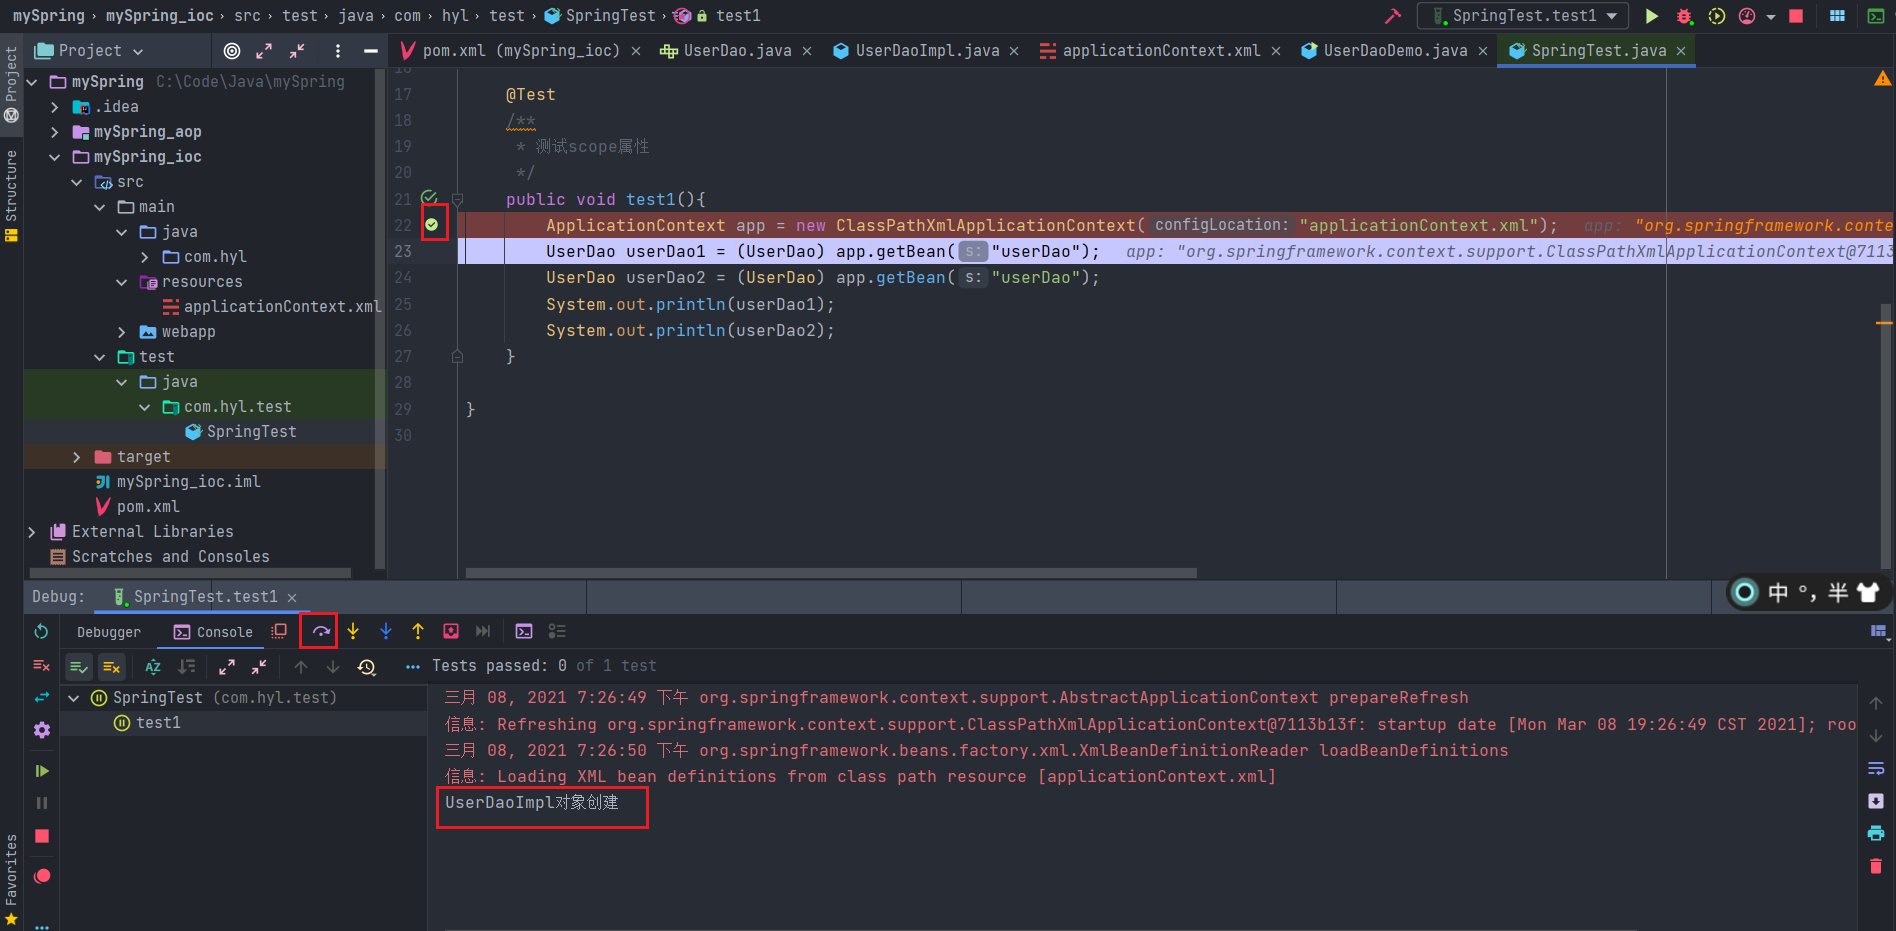 mySpring › mySpring_ioc › src › test › java › com › hyl › test › SpringTest › test1
SpringTest.test1
Project
pom.xml (mySpring_ioc) ×
UserDao.java ×
UserDaoImpl.java ×
applicationContext.xml ×
UserDaoDemo.java ×
SpringTest.java ×
Project
Structure
Favorites
mySpring C:\Code\Java\mySpring
.idea
mySpring_aop
mySpring_ioc
src
main
java
com.hyl
resources
applicationContext.xml
webapp
test
java
com.hyl.test
SpringTest
target
mySpring_ioc.iml
pom.xml
External Libraries
Scratches and Consoles
17 @Test
18 /**
19 * 测试scope属性
20 */
21 public void test1(){
22 ApplicationContext app = new ClassPathXmlApplicationContext( configLocation: "applicationContext.xml"); app: "org.springframework.conte
23 UserDao userDao1 = (UserDao) app.getBean( s: "userDao"); app: "org.springframework.context.support.ClassPathXmlApplicationContext@7113
24 UserDao userDao2 = (UserDao) app.getBean( s: "userDao");
25 System.out.println(userDao1);
26 System.out.println(userDao2);
27 }
28
29 }
30
中 °, 半
Debug: SpringTest.test1 ×
Debugger
Console
AZ
Tests passed: 0 of 1 test
SpringTest (com.hyl.test)
test1
三月 08, 2021 7:26:49 下午 org.springframework.context.support.AbstractApplicationContext prepareRefresh
信息: Refreshing org.springframework.context.support.ClassPathXmlApplicationContext@7113b13f: startup date [Mon Mar 08 19:26:49 CST 2021]; roo
三月 08, 2021 7:26:50 下午 org.springframework.beans.factory.xml.XmlBeanDefinitionReader loadBeanDefinitions
信息: Loading XML bean definitions from class path resource [applicationContext.xml]
UserDaoImpl对象创建